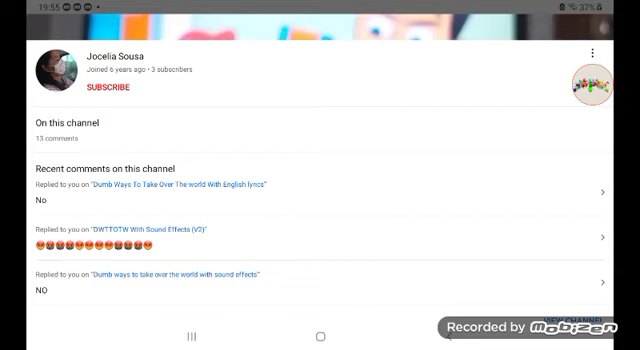 19:55
37%
Jocelia Sousa
Joined 6 years ago • 3 subscribers
SUBSCRIBE
On this channel
13 comments
Recent comments on this channel
Replied to you on "Dumb Ways To Take Over The world With English lyrics"
No
Replied to you on "DWTTOTW With Sound Effects (V2)"
😡🤬🤬🤬😡😡😡😡🤬🤬🤬😡
Replied to you on "Dumb ways to take over the world with sound effects"
NO
VIEW CHANNEL
Recorded by Mobizen